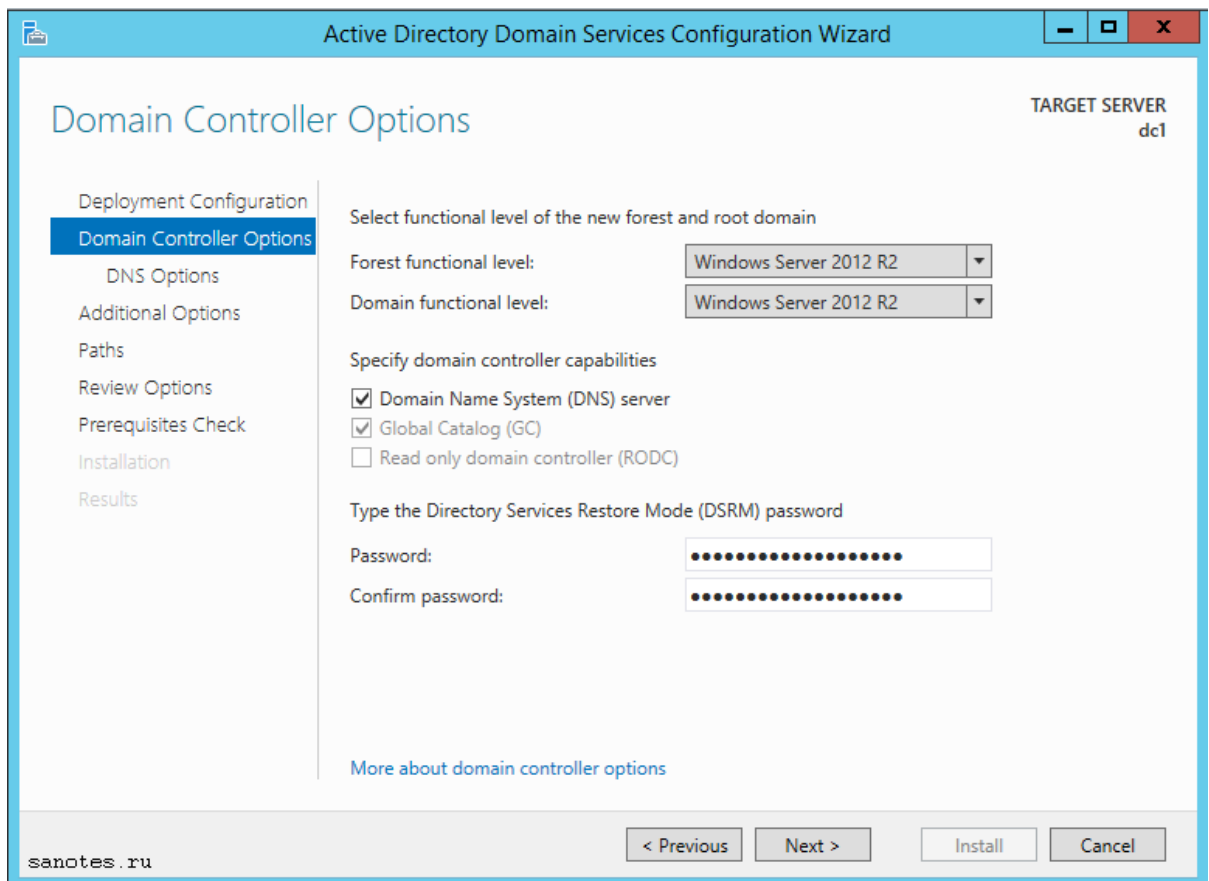 Active Directory Domain Services Configuration Wizard
Domain Controller Options
TARGET SERVER
dc1
Deployment Configuration
Domain Controller Options
DNS Options
Additional Options
Paths
Review Options
Prerequisites Check
Installation
Results
Select functional level of the new forest and root domain
Forest functional level: Windows Server 2012 R2
Domain functional level: Windows Server 2012 R2
Specify domain controller capabilities
Domain Name System (DNS) server
Global Catalog (GC)
Read only domain controller (RODC)
Type the Directory Services Restore Mode (DSRM) password
Password: •••••••••••••••••••
Confirm password: •••••••••••••••••••
More about domain controller options
< Previous Next > Install Cancel
sanotes.ru